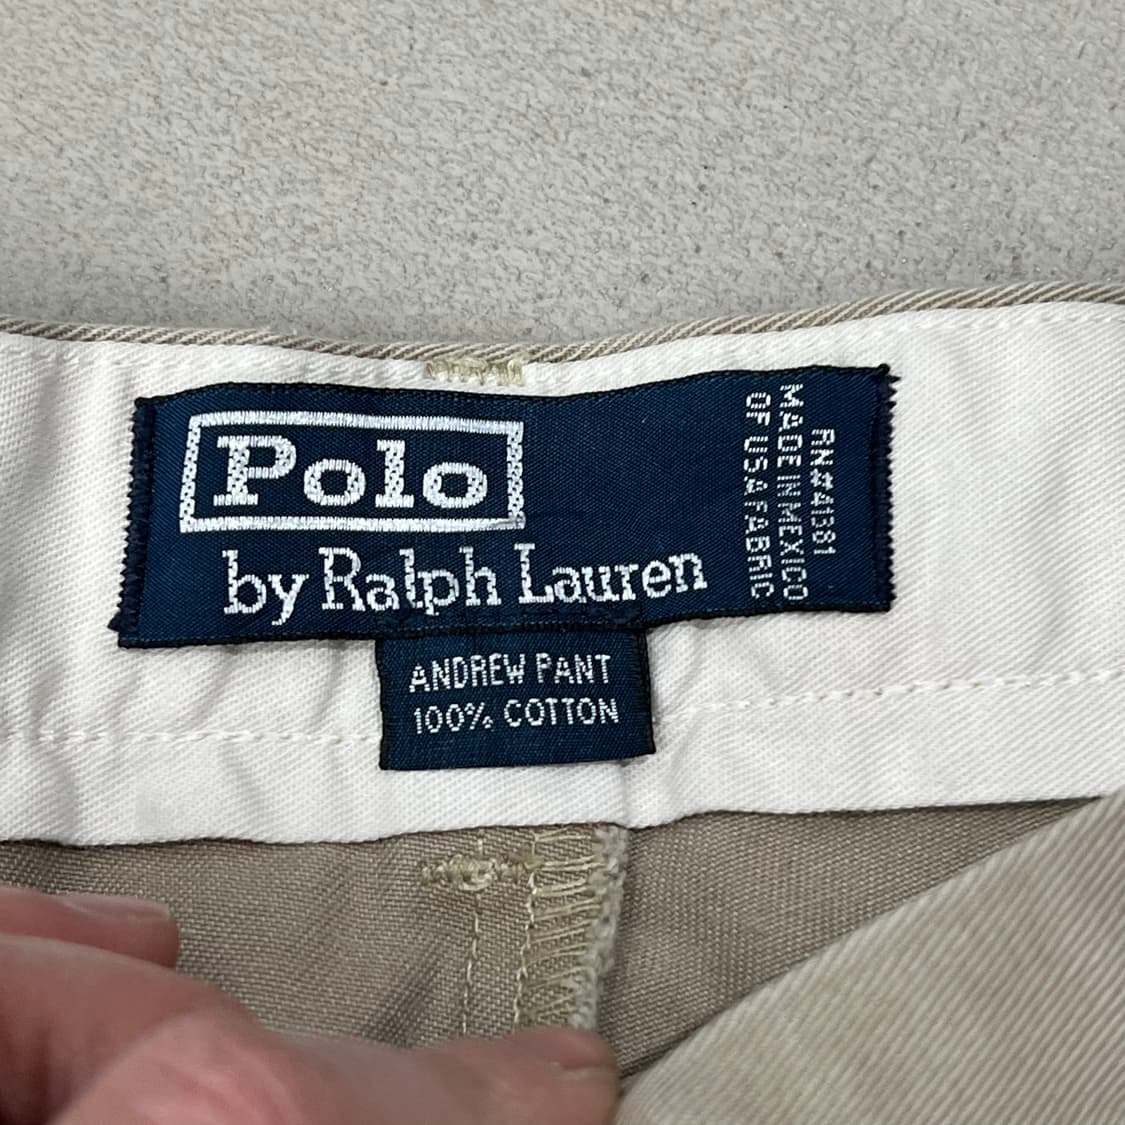 Polo
by Ralph Lauren
RN#41381
MADE IN MEXICO
OF USA FABRIC
ANDREW PANT
100% COTTON